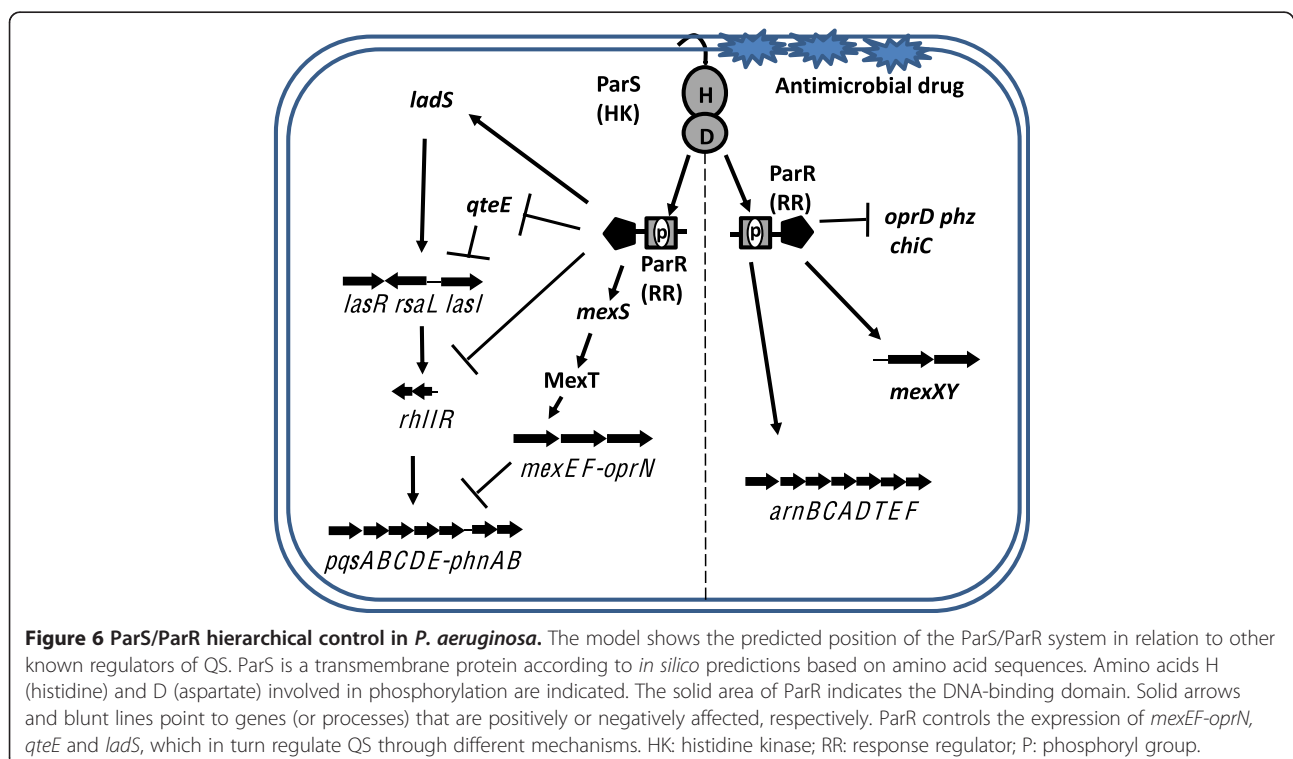 ParS
(HK)
H
D
Antimicrobial drug
ladS
qteE
p
ParR
(RR)
lasR rsaL lasI
mexS
MexT
rhlIR
mexEF-oprN
pqsABCDE-phnAB
ParR
(RR)
p
oprD phz
chiC
mexXY
arnBCADTEF
Figure 6 ParS/ParR hierarchical control in P. aeruginosa. The model shows the predicted position of the ParS/ParR system in relation to other
known regulators of QS. ParS is a transmembrane protein according to in silico predictions based on amino acid sequences. Amino acids H
(histidine) and D (aspartate) involved in phosphorylation are indicated. The solid area of ParR indicates the DNA-binding domain. Solid arrows
and blunt lines point to genes (or processes) that are positively or negatively affected, respectively. ParR controls the expression of mexEF-oprN,
qteE and ladS, which in turn regulate QS through different mechanisms. HK: histidine kinase; RR: response regulator; P: phosphoryl group.